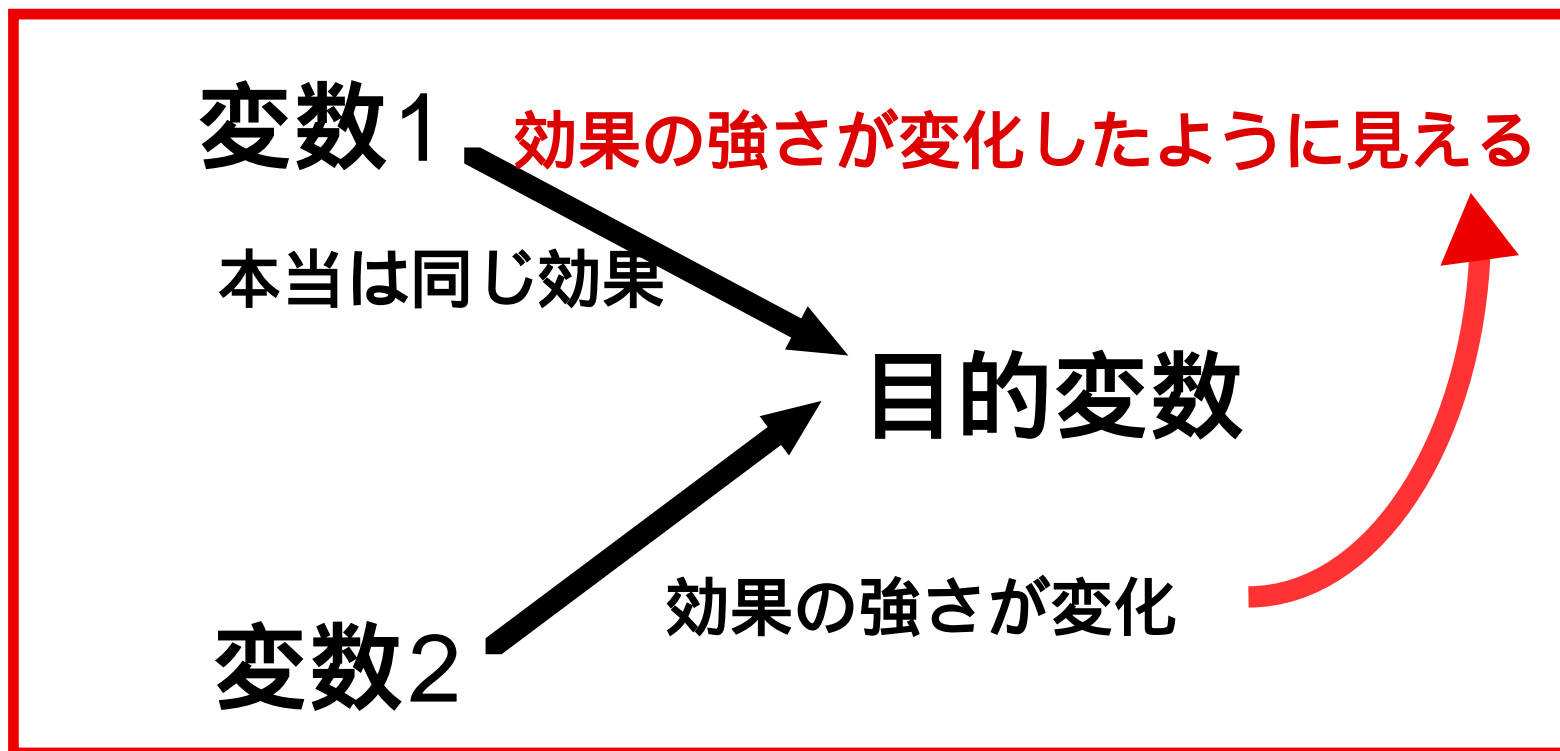 変数1
効果の強さが変化したように見える
本当は同じ効果
目的変数
効果の強さが変化
変数2